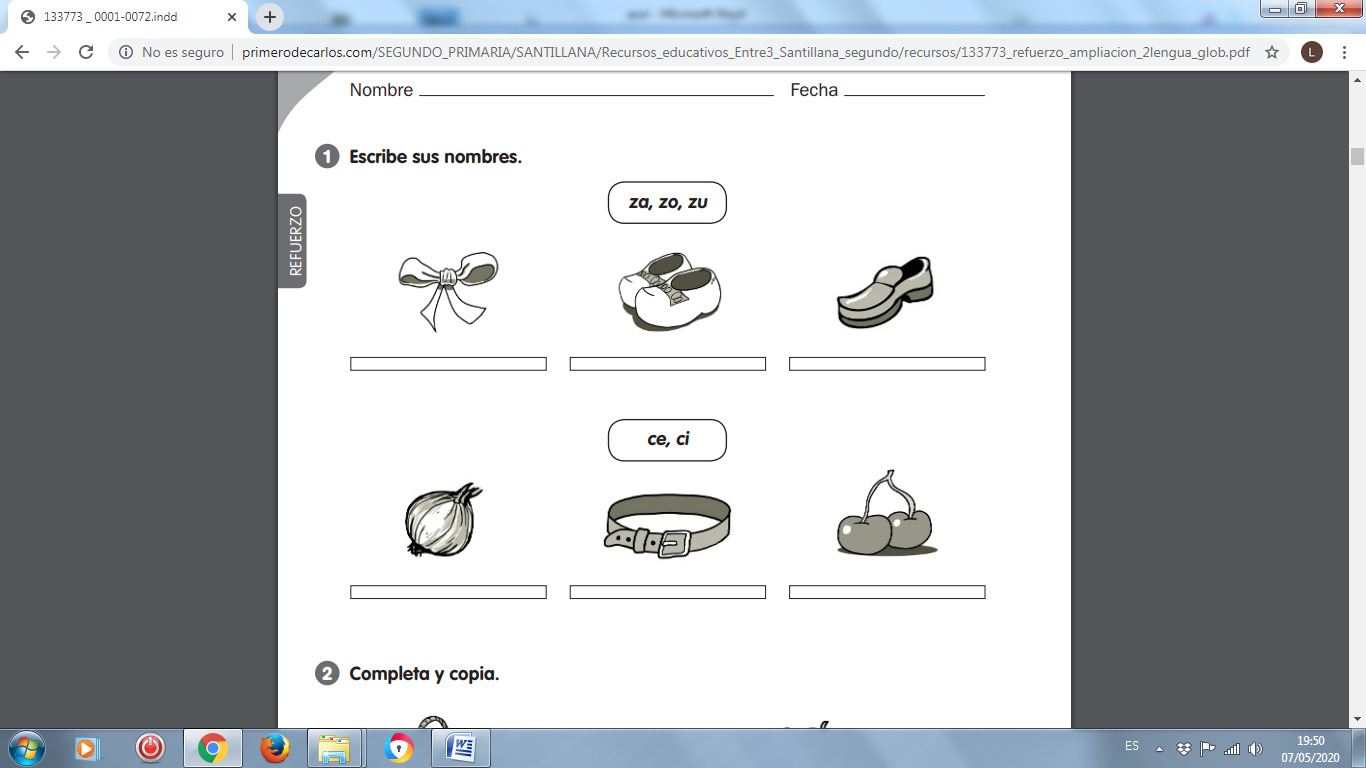 133773 _ 0001-0072.indd
No es seguro | primerodecarlos.com/SEGUNDO_PRIMARIA/SANTILLANA/Recursos_educativos_Entre3_Santillana_segundo/recursos/133773_refuerzo_ampliacion_2lengua_glob.pdf
L
Nombre Fecha
1 Escribe sus nombres.
za, zo, zu
REFUERZO
ce, ci
2 Completa y copia.
ES
19:50
07/05/2020